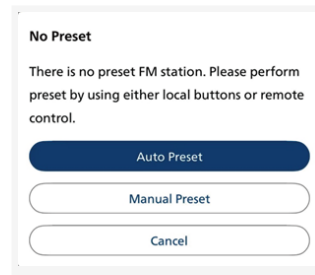 No Preset
There is no preset FM station. Please perform
preset by using either local buttons or remote
control.
Auto Preset
Manual Preset
Cancel